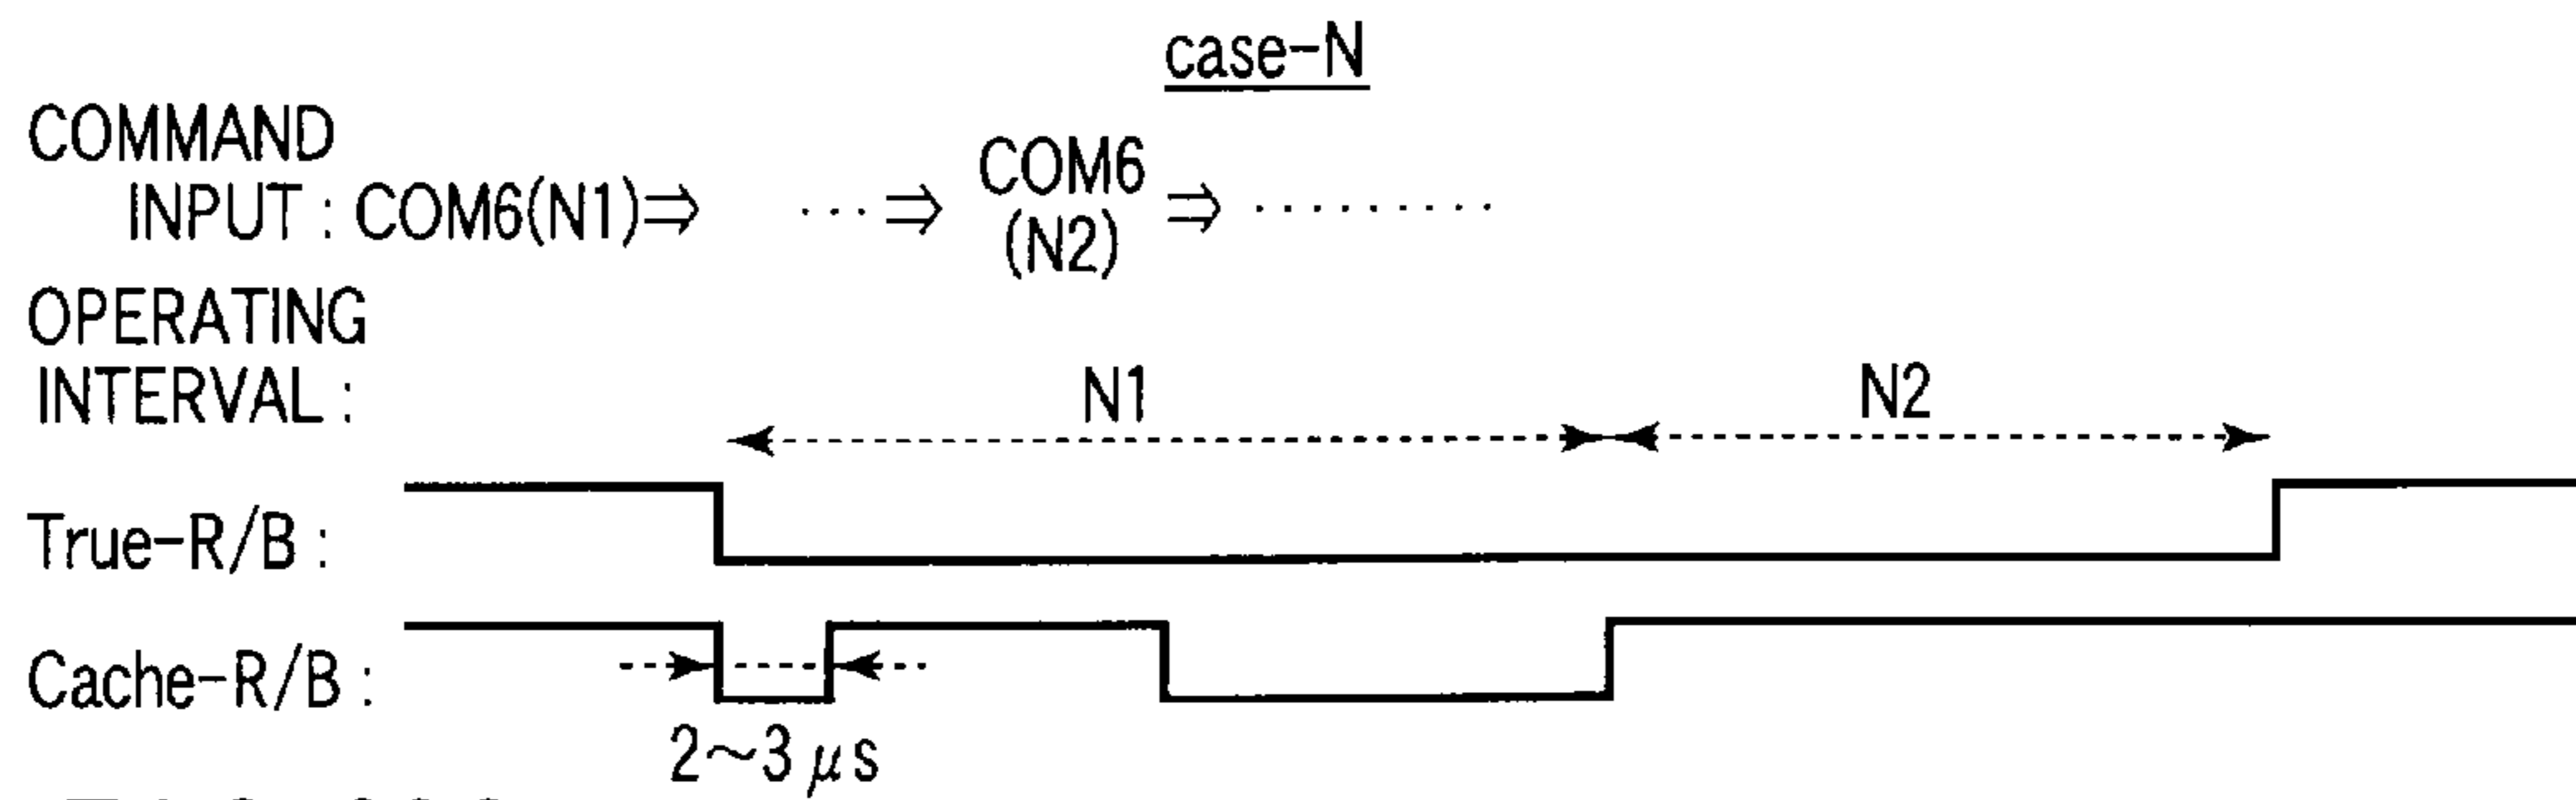 case-N
COMMAND
INPUT : COM6(N1)⇒ ···⇒ COM6 (N2) ⇒ ·········
OPERATING
INTERVAL :
N1
N2
True-R/B :
Cache-R/B :
2~3 μs